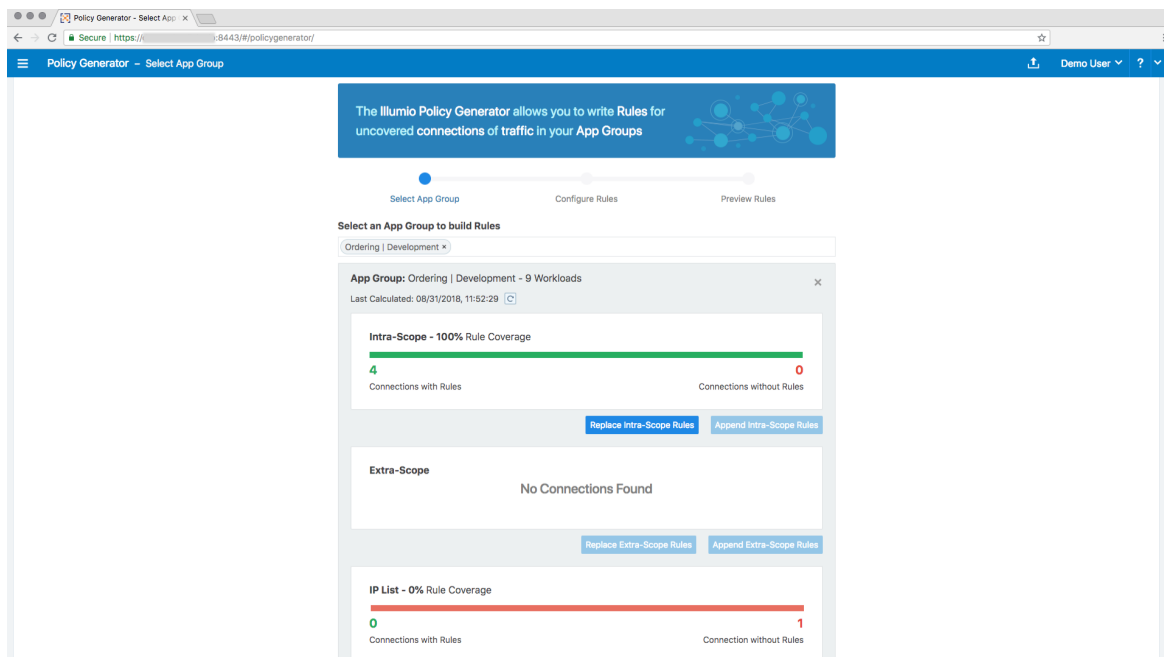 Policy Generator - Select App
Secure | https:// :8443/#/policygenerator/
Policy Generator – Select App Group
Demo User ?
The Illumio Policy Generator allows you to write Rules for
uncovered connections of traffic in your App Groups
Select App Group Configure Rules Preview Rules
Select an App Group to build Rules
Ordering | Development ×
App Group: Ordering | Development - 9 Workloads
Last Calculated: 08/31/2018, 11:52:29
Intra-Scope - 100% Rule Coverage
4 0
Connections with Rules Connections without Rules
Replace Intra-Scope Rules Append Intra-Scope Rules
Extra-Scope
No Connections Found
Replace Extra-Scope Rules Append Extra-Scope Rules
IP List - 0% Rule Coverage
0 1
Connections with Rules Connection without Rules